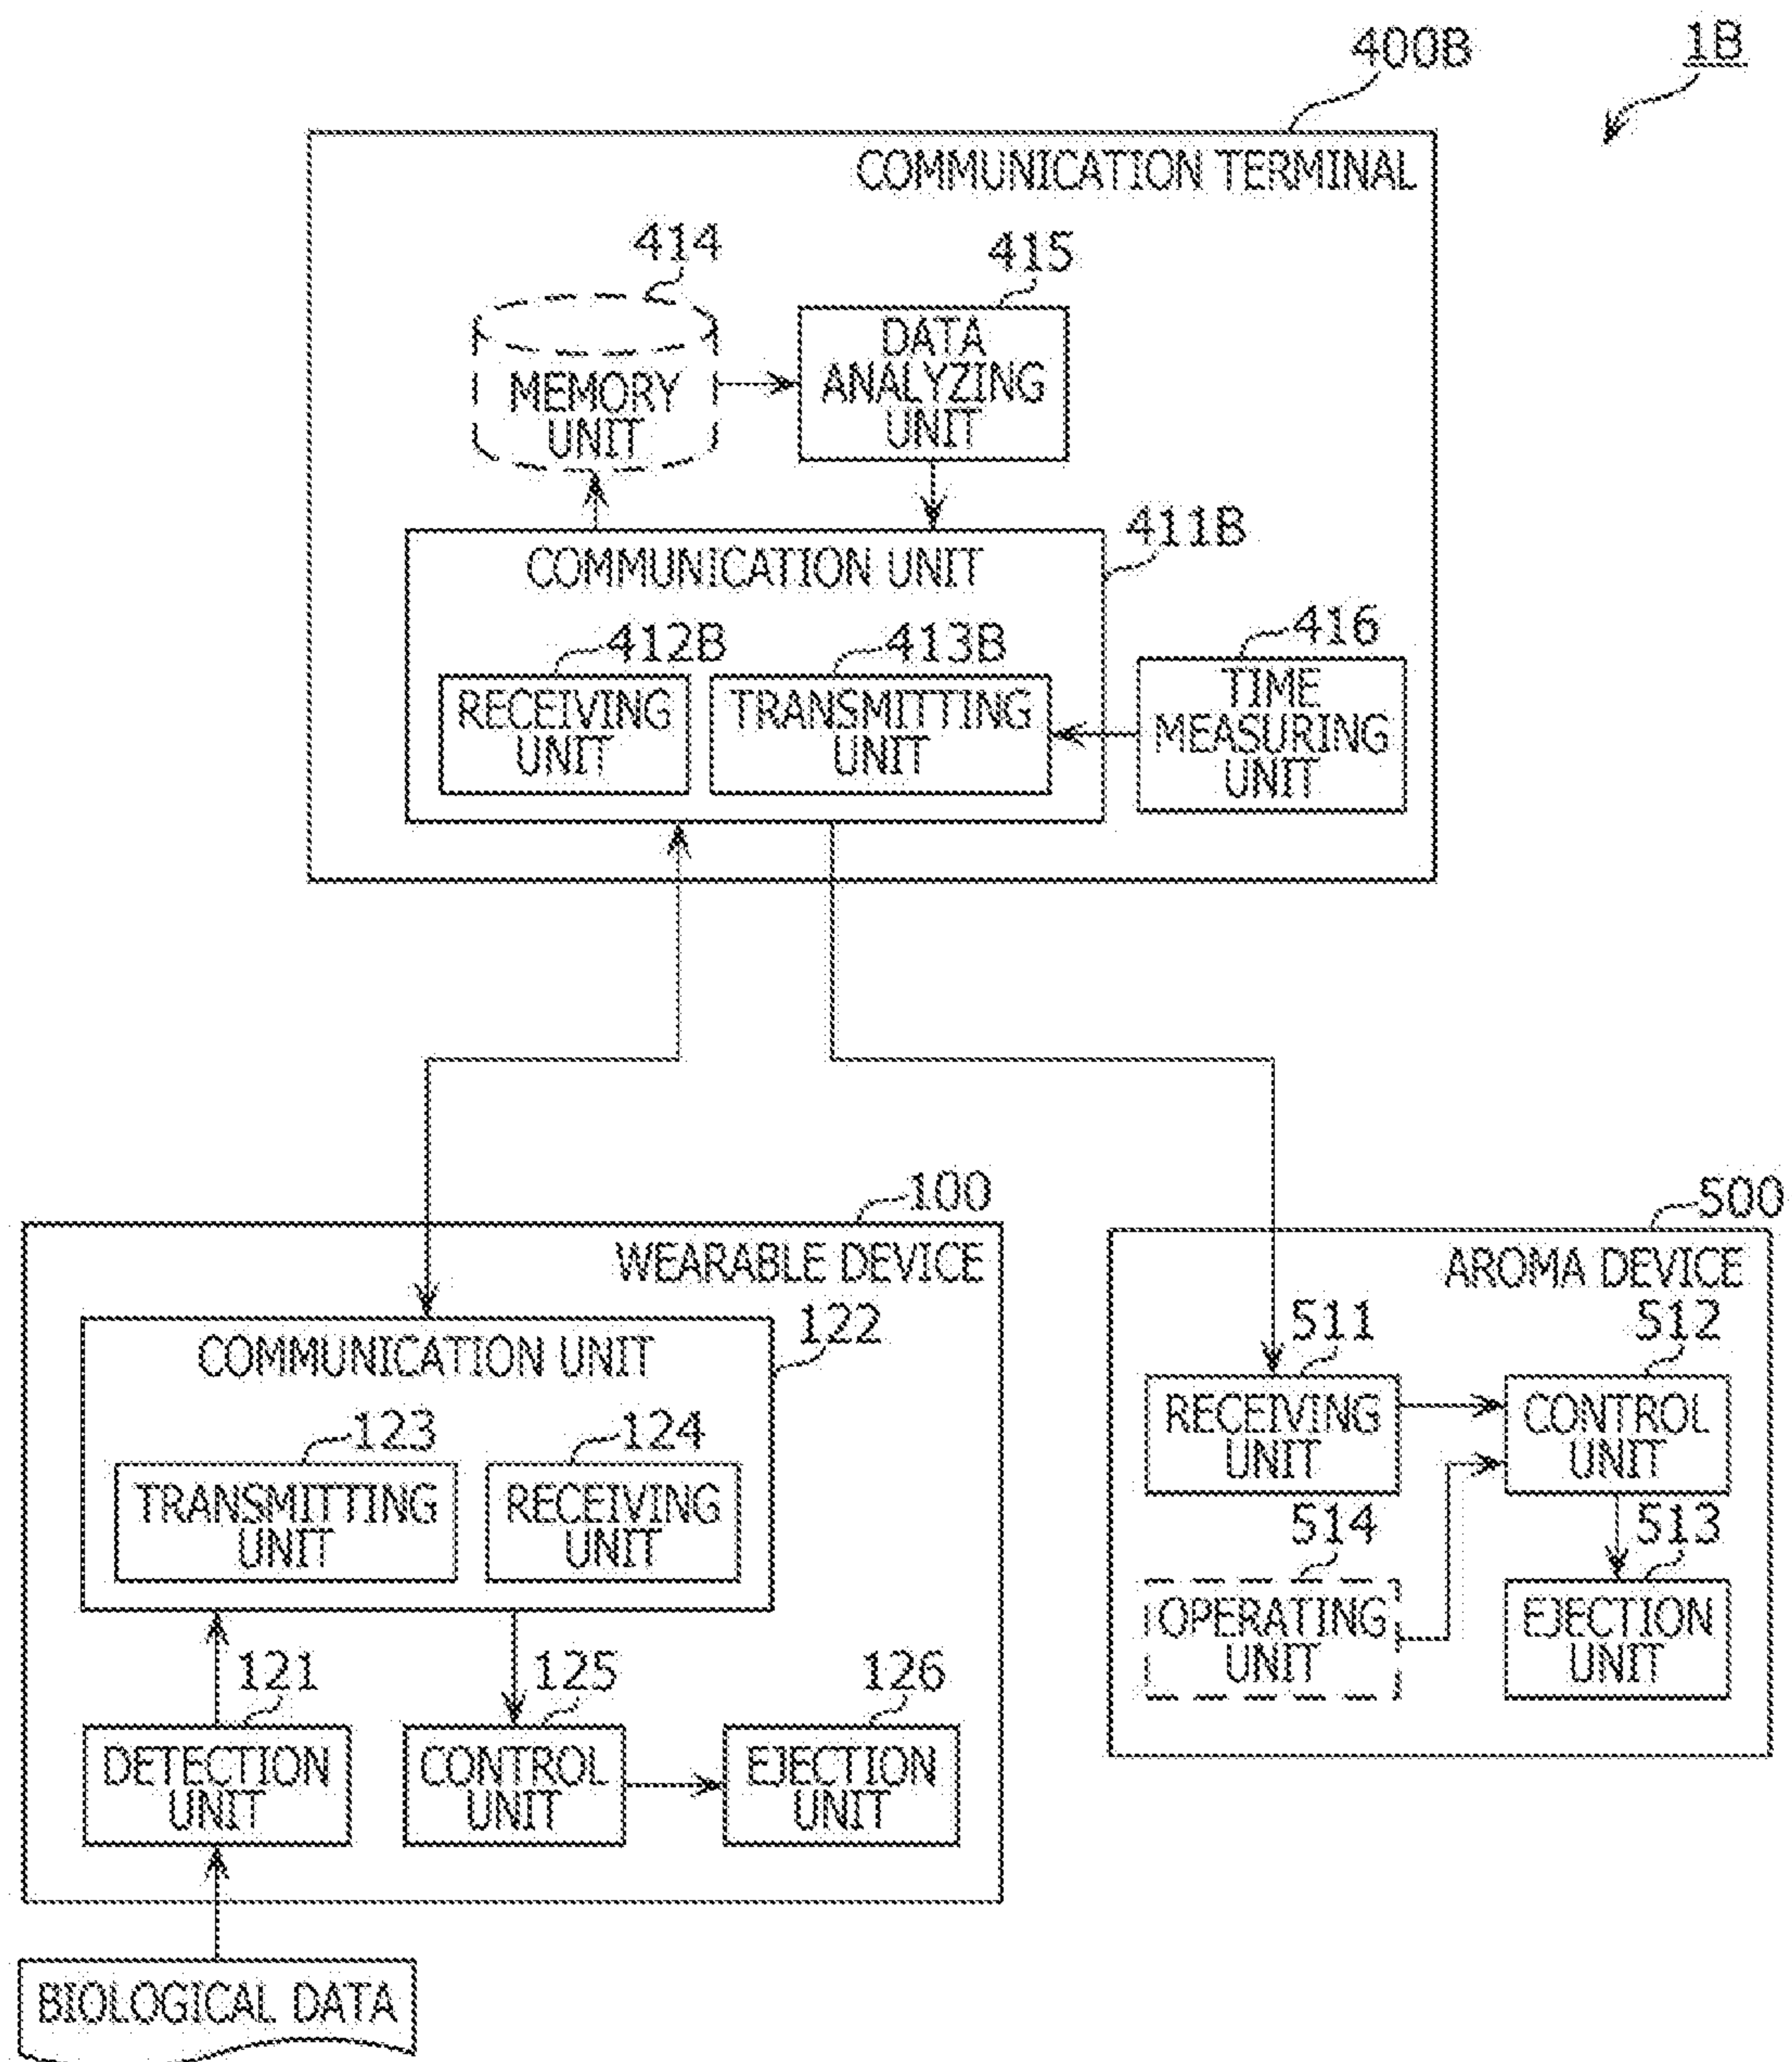 400B
1B
COMMUNICATION TERMINAL
414
415
MEMORY
UNIT
DATA
ANALYZING
UNIT
411B
COMMUNICATION UNIT
412B
413B
416
RECEIVING
UNIT
TRANSMITTING
UNIT
TIME
MEASURING
UNIT
100
WEARABLE DEVICE
122
COMMUNICATION UNIT
123
124
TRANSMITTING
UNIT
RECEIVING
UNIT
121
125
126
DETECTION
UNIT
CONTROL
UNIT
EJECTION
UNIT
BIOLOGICAL DATA
500
AROMA DEVICE
511
512
RECEIVING
UNIT
CONTROL
UNIT
514
513
OPERATING
UNIT
EJECTION
UNIT